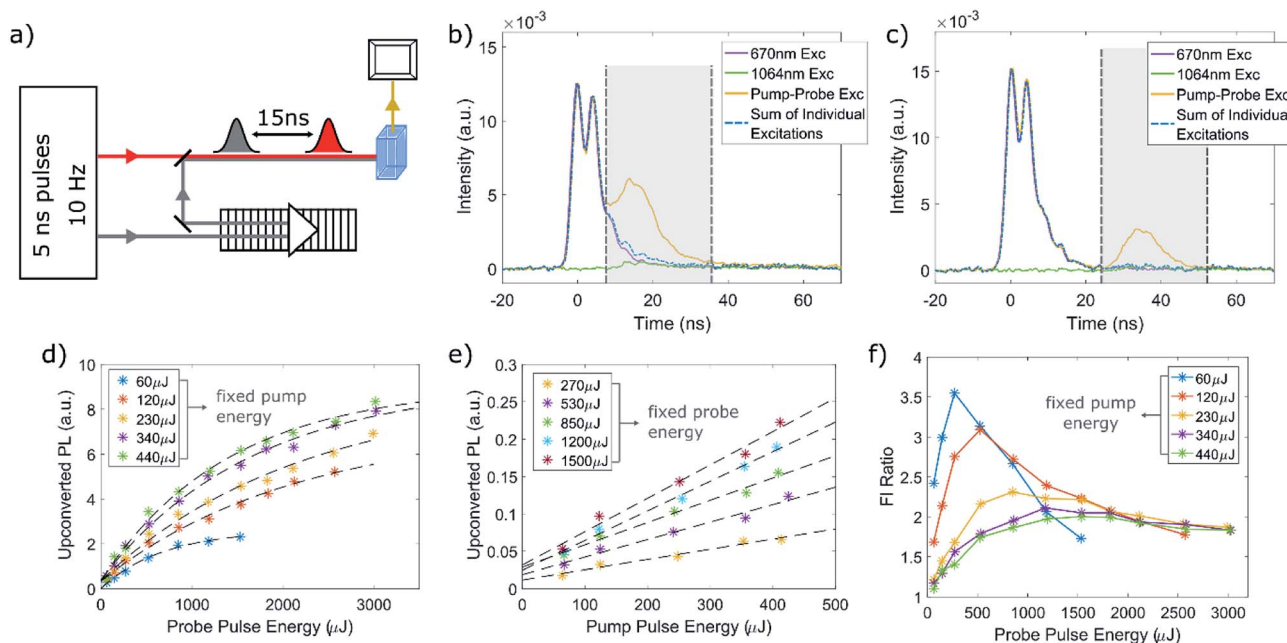 a)
5 ns pulses
10 Hz
15ns
b)
×10⁻³
15
10
5
0
Intensity (a.u.)
670nm Exc
1064nm Exc
Pump-Probe Exc
Sum of Individual
Excitations
-20 0 20 40 60
Time (ns)
c)
×10⁻³
15
10
5
0
Intensity (a.u.)
670nm Exc
1064nm Exc
Pump-Probe Exc
Sum of Individual
Excitations
-20 0 20 40 60
Time (ns)
d)
10
8
6
4
2
0
Upconverted PL (a.u.)
60μJ
120μJ
230μJ
340μJ
440μJ
fixed pump
energy
0 1000 2000 3000
Probe Pulse Energy (μJ)
e)
0.3
0.25
0.2
0.15
0.1
0.05
0
Upconverted PL (a.u.)
270μJ
530μJ
850μJ
1200μJ
1500μJ
fixed probe
energy
0 100 200 300 400 500
Pump Pulse Energy (μJ)
f)
4
3.5
3
2.5
2
1.5
1
FI Ratio
60μJ
120μJ
230μJ
340μJ
440μJ
fixed pump
energy
0 500 1000 1500 2000 2500 3000
Probe Pulse Energy (μJ)